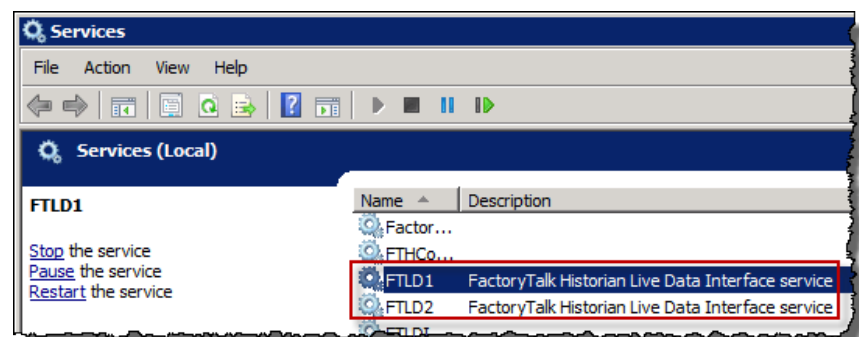 Services
File Action View Help
Services (Local)
FTLD1
Stop the service
Pause the service
Restart the service
Name Description
Factor...
FTHCo...
FTLD1 FactoryTalk Historian Live Data Interface service
FTLD2 FactoryTalk Historian Live Data Interface service